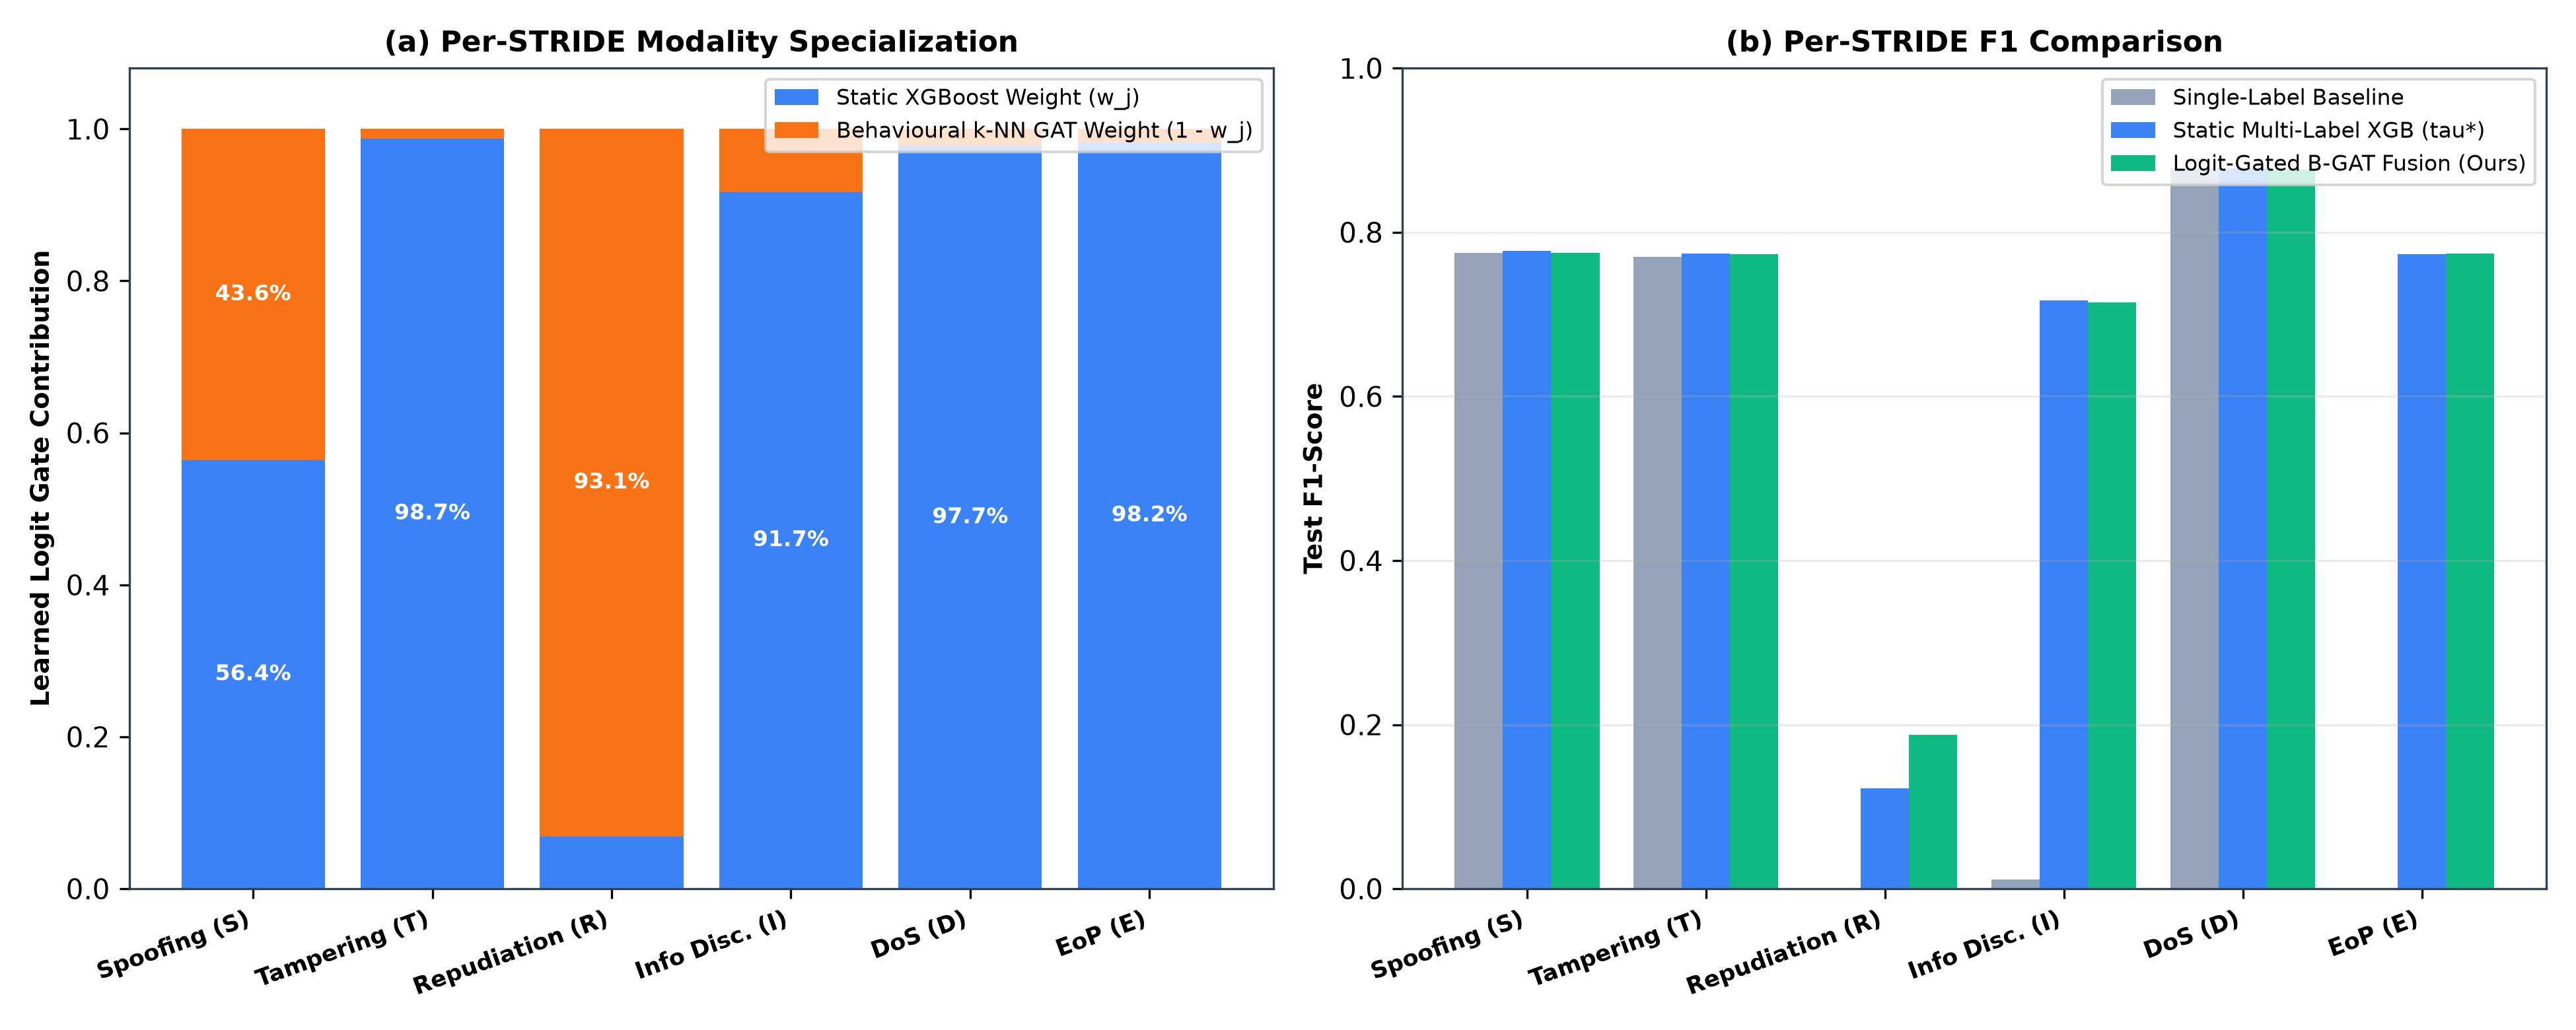 (a) Per-STRIDE Modality Specialization
Learned Logit Gate Contribution
1.0
0.8
0.6
0.4
0.2
0.0
Static XGBoost Weight (w_j)
Behavioural k-NN GAT Weight (1 - w_j)
43.6%
56.4%
98.7%
93.1%
91.7%
97.7%
98.2%
Spoofing (S)
Tampering (T)
Repudiation (R)
Info Disc. (I)
DoS (D)
EoP (E)
(b) Per-STRIDE F1 Comparison
Test F1-Score
1.0
0.8
0.6
0.4
0.2
0.0
Single-Label Baseline
Static Multi-Label XGB (tau*)
Logit-Gated B-GAT Fusion (Ours)
Spoofing (S)
Tampering (T)
Repudiation (R)
Info Disc. (I)
DoS (D)
EoP (E)